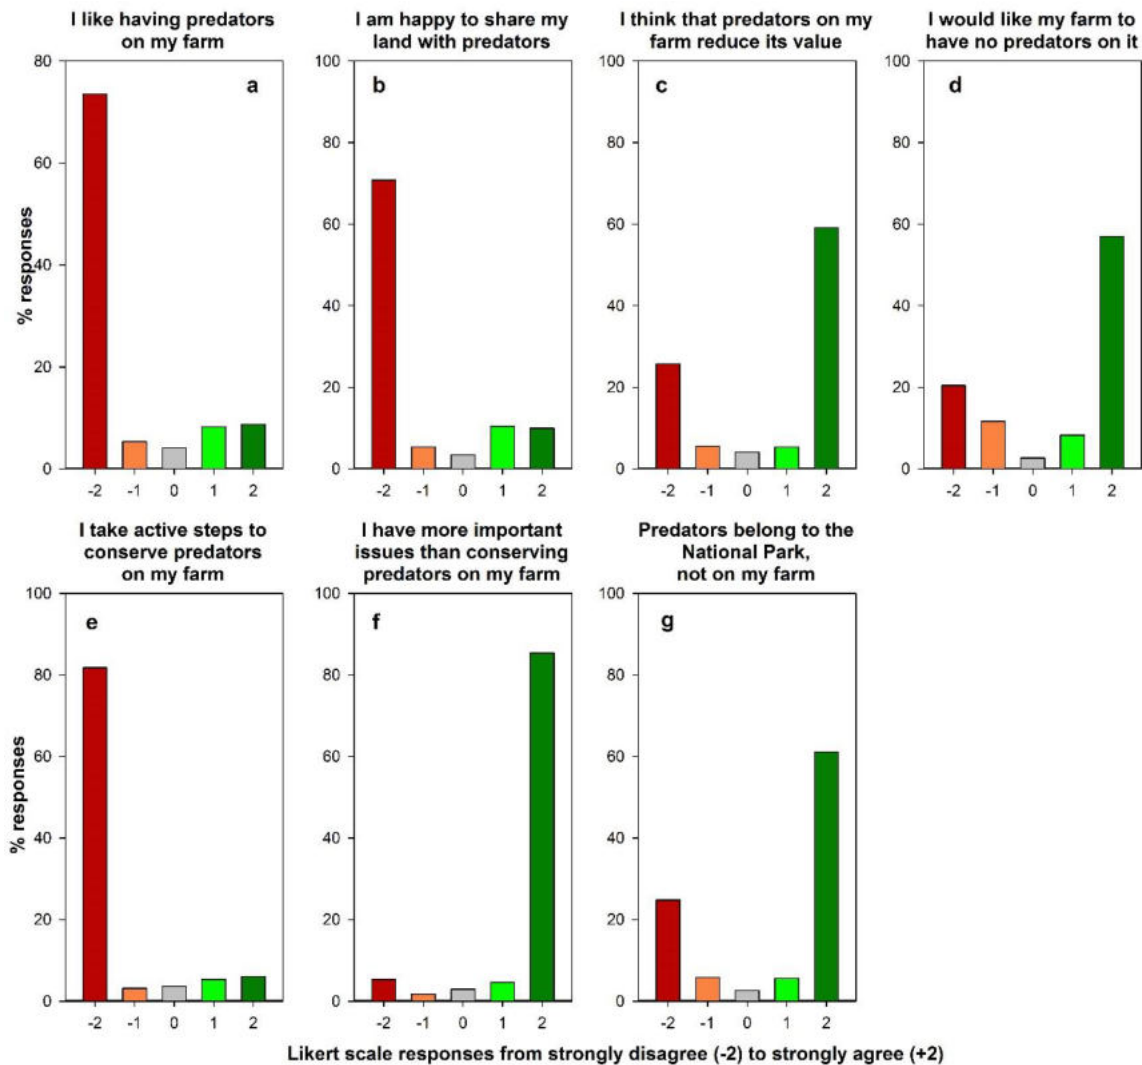 I like having predators
on my farm
I am happy to share my
land with predators
I think that predators on my
farm reduce its value
I would like my farm to
have no predators on it
% responses
80
60
40
20
0
a
-2 -1 0 1 2
100
80
60
40
20
0
b
-2 -1 0 1 2
100
80
60
40
20
0
c
-2 -1 0 1 2
100
80
60
40
20
0
d
-2 -1 0 1 2
I take active steps to
conserve predators
on my farm
I have more important
issues than conserving
predators on my farm
Predators belong to the
National Park,
not on my farm
% responses
100
80
60
40
20
0
e
-2 -1 0 1 2
100
80
60
40
20
0
f
-2 -1 0 1 2
100
80
60
40
20
0
g
-2 -1 0 1 2
Likert scale responses from strongly disagree (-2) to strongly agree (+2)